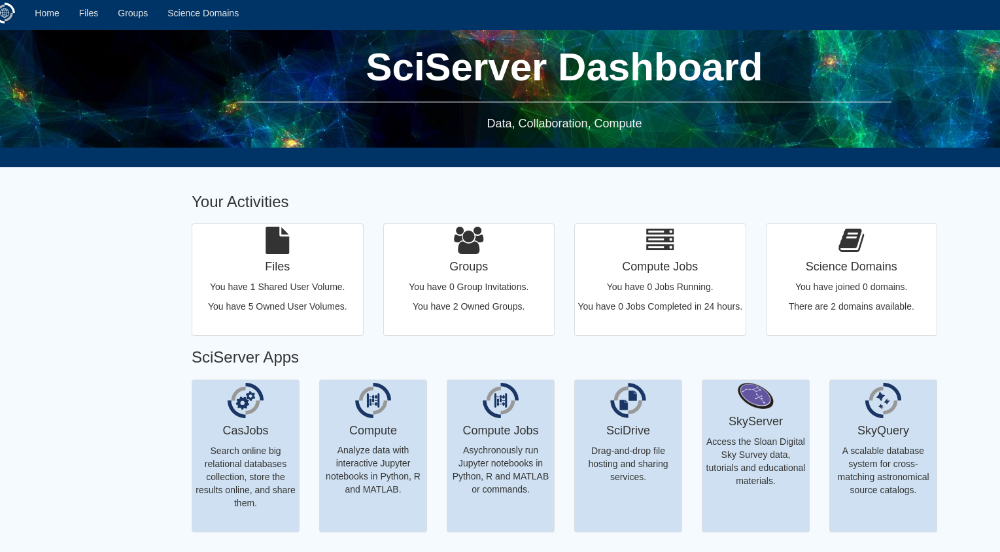 Home Files Groups Science Domains
SciServer Dashboard
Data, Collaboration, Compute
Your Activities
Files
You have 1 Shared User Volume.
You have 5 Owned User Volumes.
Groups
You have 0 Group Invitations.
You have 2 Owned Groups.
Compute Jobs
You have 0 Jobs Running.
You have 0 Jobs Completed in 24 hours.
Science Domains
You have joined 0 domains.
There are 2 domains available.
SciServer Apps
CasJobs
Search online big
relational databases
collection, store the
results online, and share
them.
Compute
Analyze data with
interactive Jupyter
notebooks in Python, R
and MATLAB.
Compute Jobs
Asychronously run
Jupyter notebooks in
Python, R and MATLAB
or commands.
SciDrive
Drag-and-drop file
hosting and sharing
services.
SkyServer
Access the Sloan Digital
Sky Survey data,
tutorials and educational
materials.
SkyQuery
A scalable database
system for cross-
matching astronomical
source catalogs.